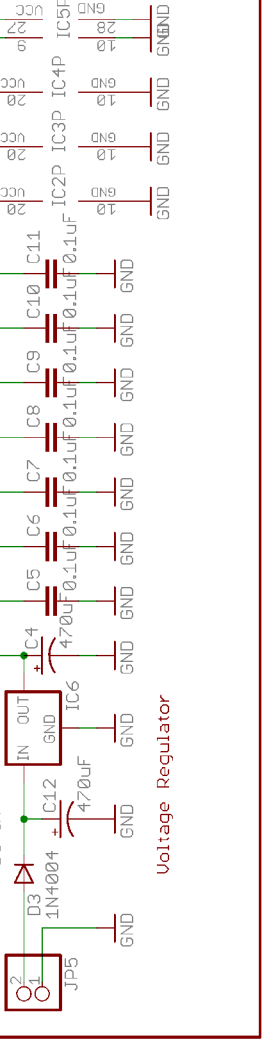 JP5
2
1
D3
1N4004
GND
C12
470uF
GND
IN
OUT
GND
IC6
GND
C4
470uF
GND
C5
0.1uF
GND
C6
0.1uF
GND
C7
0.1uF
GND
C8
0.1uF
GND
C9
0.1uF
GND
C10
0.1uF
GND
C11
0.1uF
GND
VCC
20
IC2P
GND
10
GND
VCC
20
IC3P
GND
10
GND
VCC
20
IC4P
GND
10
GND
VCC
27
9
IC5P
GND
28
10
GND
GND
Voltage Regulator